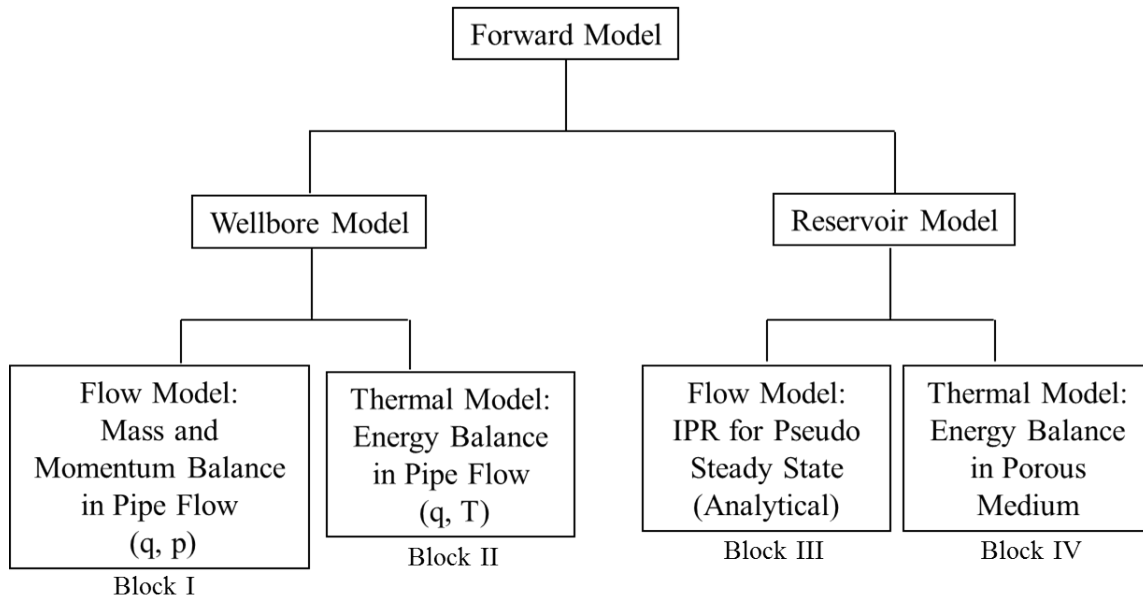 Forward Model
Wellbore Model
Reservoir Model
Flow Model:
Mass and
Momentum Balance
in Pipe Flow
(q, p)
Block I
Thermal Model:
Energy Balance
in Pipe Flow
(q, T)
Block II
Flow Model:
IPR for Pseudo
Steady State
(Analytical)
Block III
Thermal Model:
Energy Balance
in Porous
Medium
Block IV